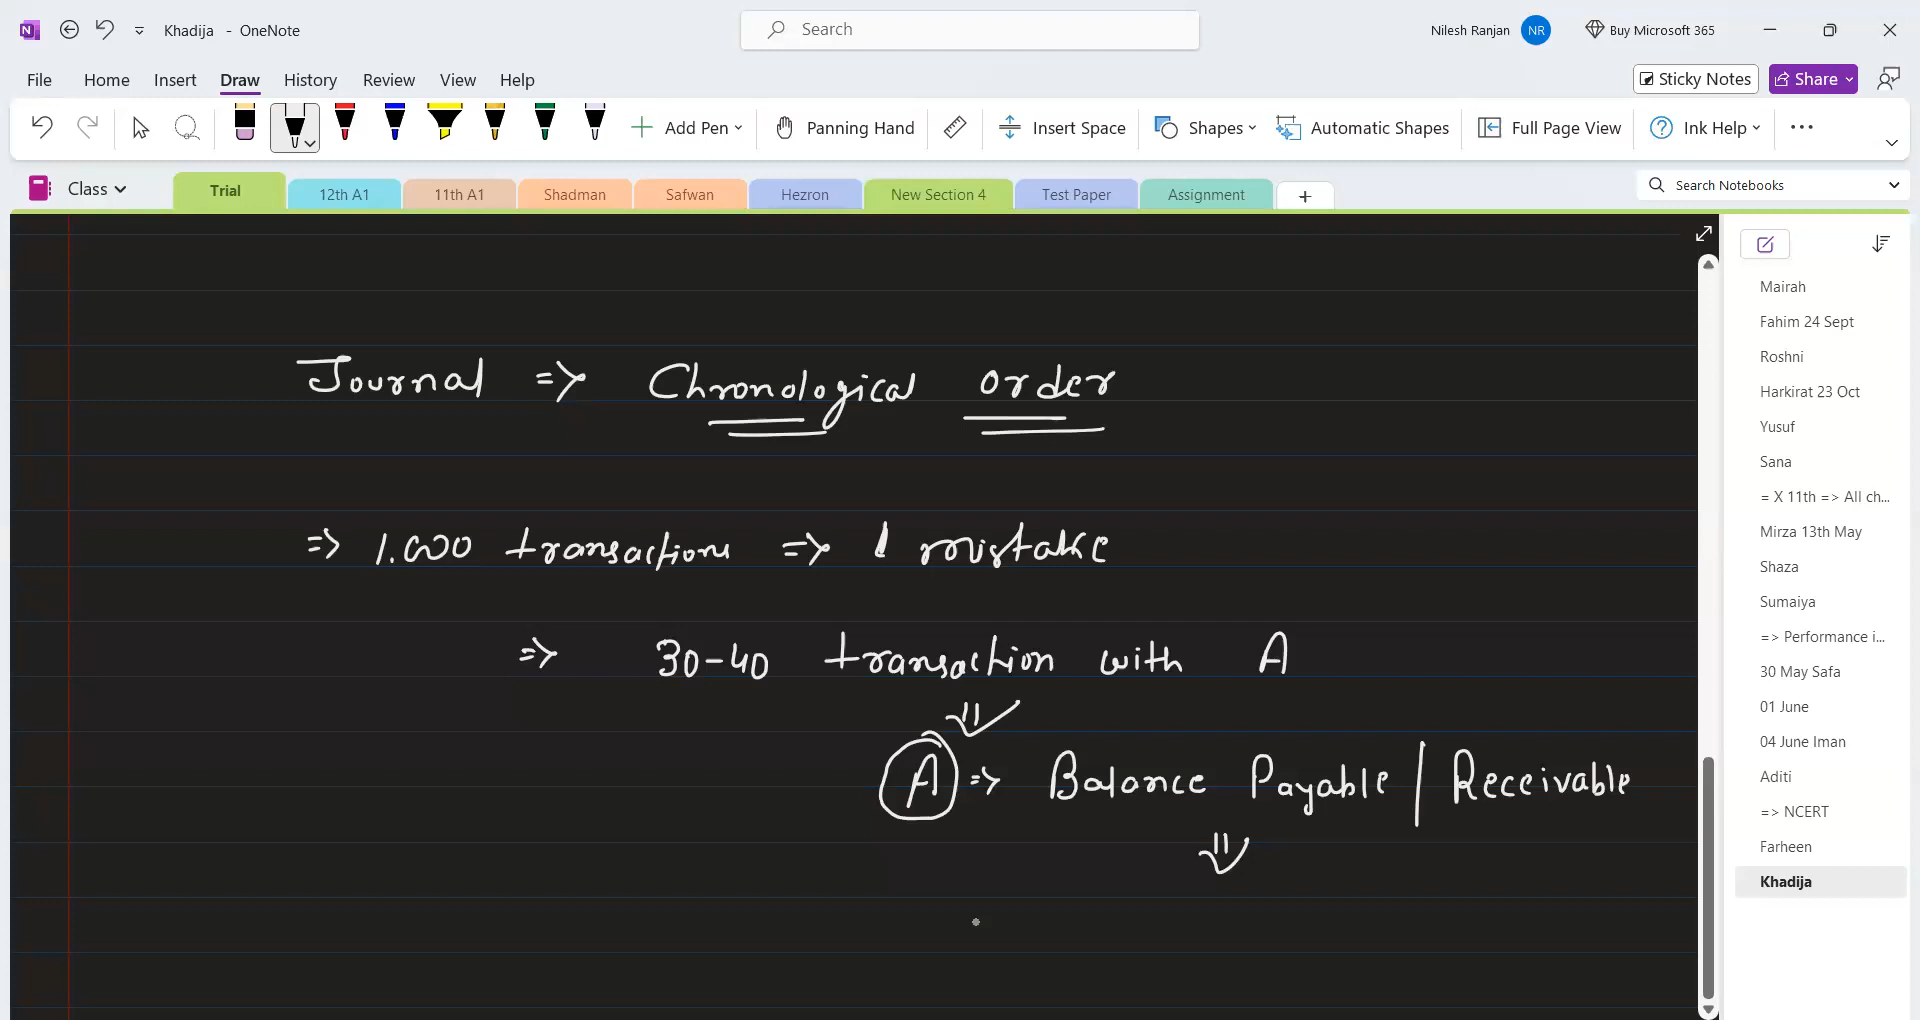 Khadija - OneNote
Search
Nilesh Ranjan NR Buy Microsoft 365
File Home Insert Draw History Review View Help
Sticky Notes Share
Add Pen Panning Hand Insert Space Shapes Automatic Shapes Full Page View Ink Help
Class Trial 12th A1 11th A1 Shadman Safwan Hezron New Section 4 Test Paper Assignment +
Search Notebooks
Journal => Chronological order
=> 1.000 transactions => 1 mistake
=> 30-40 transaction with A
A => Balance Payable | Receivable
Mairah
Fahim 24 Sept
Roshni
Harkirat 23 Oct
Yusuf
Sana
= X 11th => All ch...
Mirza 13th May
Shaza
Sumaiya
=> Performance i...
30 May Safa
01 June
04 June Iman
Aditi
=> NCERT
Farheen
Khadija